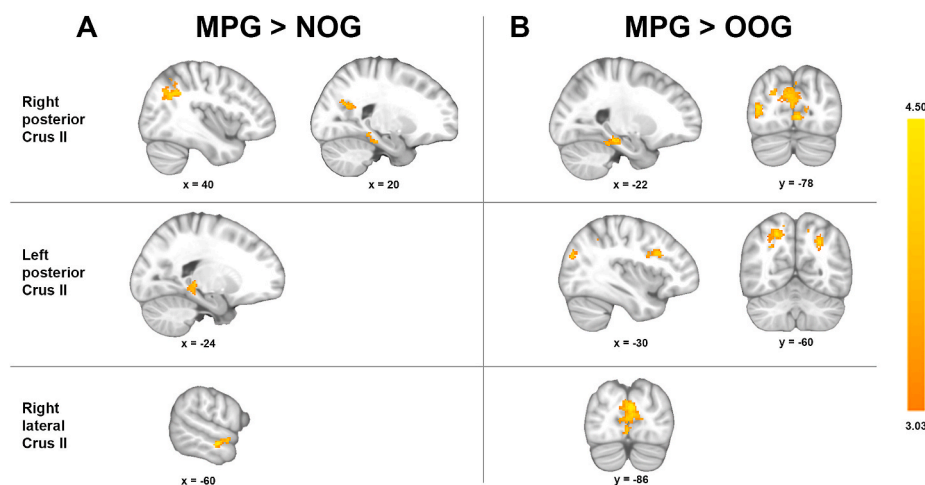 A MPG > NOG
B MPG > OOG
Right
posterior
Crus II
x = 40
x = 20
x = -22
y = -78
4.50
Left
posterior
Crus II
x = -24
x = -30
y = -60
Right
lateral
Crus II
x = -60
y = -86
3.03